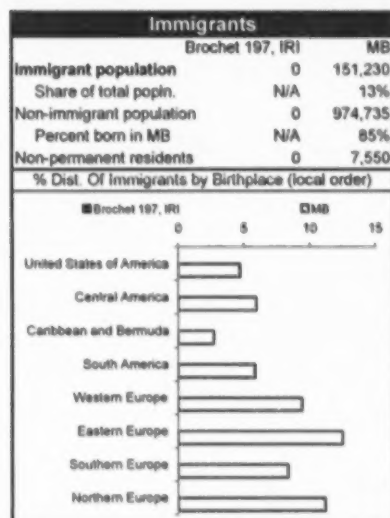 Immigrants
Brochet 197, IRI MB
Immigrant population 0 151,230
Share of total popln. N/A 13%
Non-immigrant population 0 974,735
Percent born in MB N/A 85%
Non-permanent residents 0 7,550
% Dist. Of Immigrants by Birthplace (local order)
Brochet 197, IRI MB
0 5 10 15
United States of America
Central America
Caribbean and Bermuda
South America
Western Europe
Eastern Europe
Southern Europe
Northern Europe